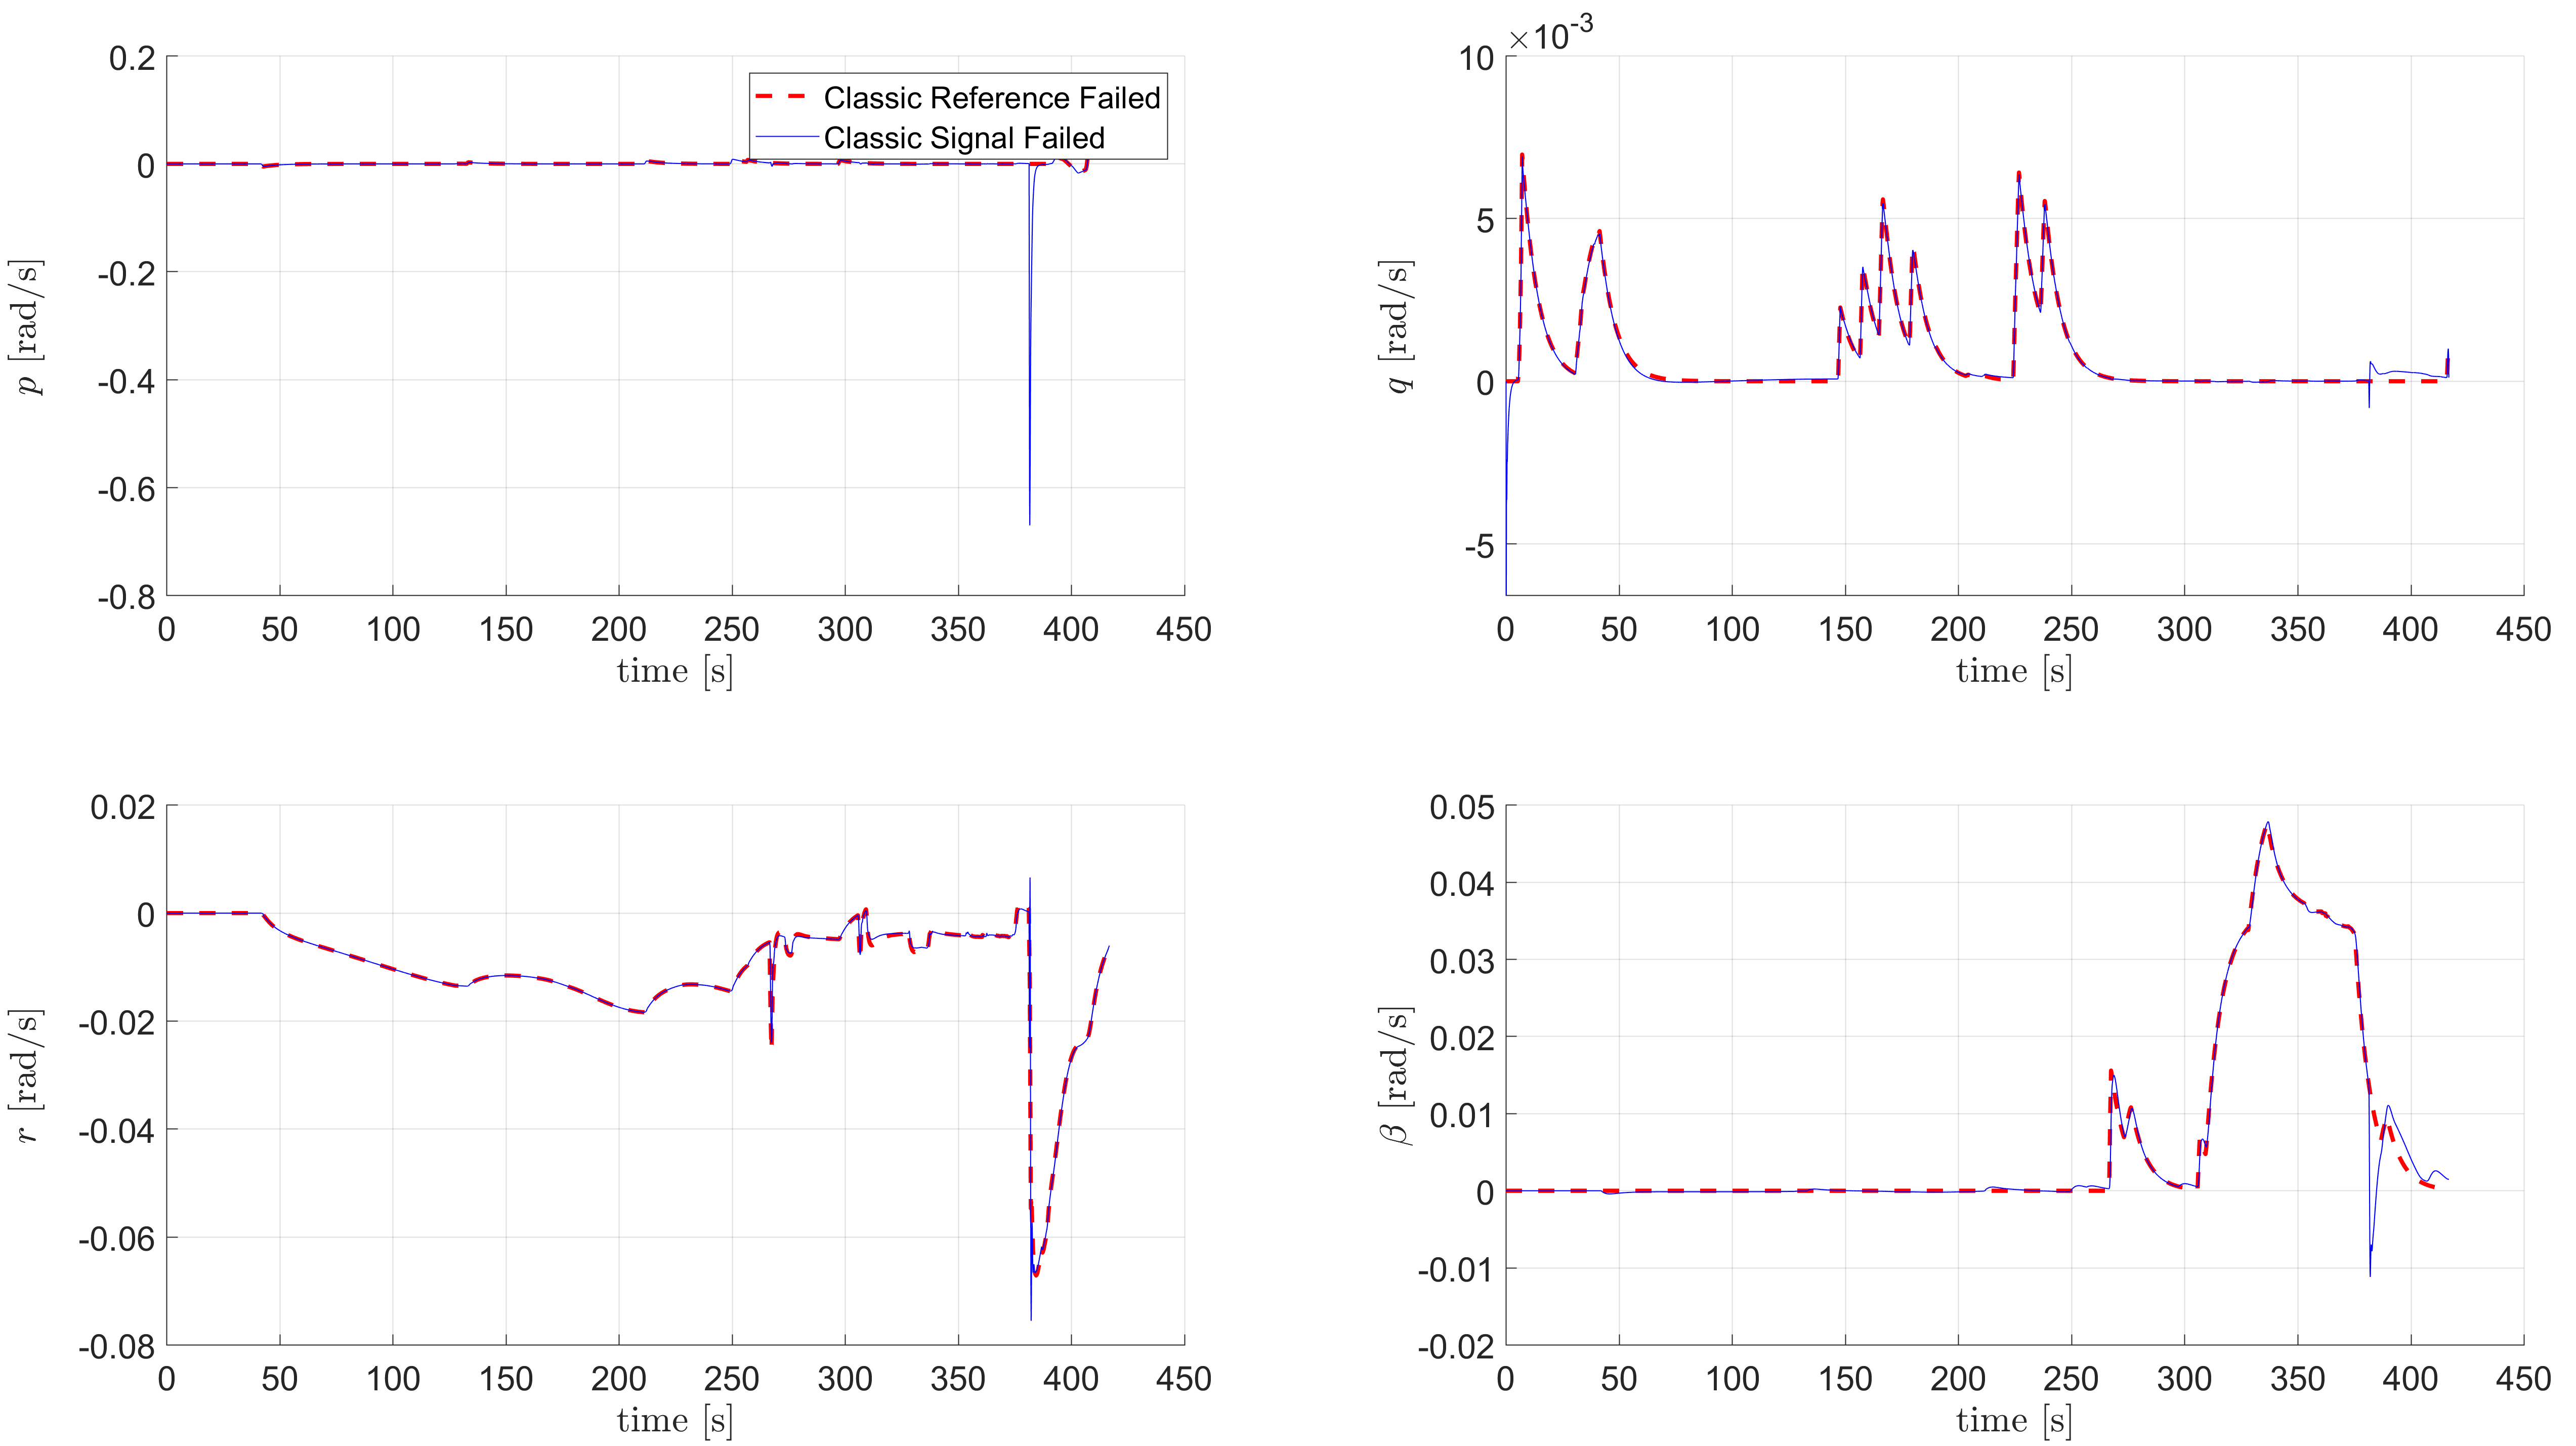 0.2
0
-0.2
-0.4
-0.6
-0.8
p [rad/s]
Classic Reference Failed
Classic Signal Failed
0 50 100 150 200 250 300 350 400 450
time [s]
×10-3
10
5
0
-5
q [rad/s]
0 50 100 150 200 250 300 350 400 450
time [s]
0.02
0
-0.02
-0.04
-0.06
-0.08
r [rad/s]
0 50 100 150 200 250 300 350 400 450
time [s]
0.05
0.04
0.03
0.02
0.01
0
-0.01
-0.02
β [rad/s]
0 50 100 150 200 250 300 350 400 450
time [s]